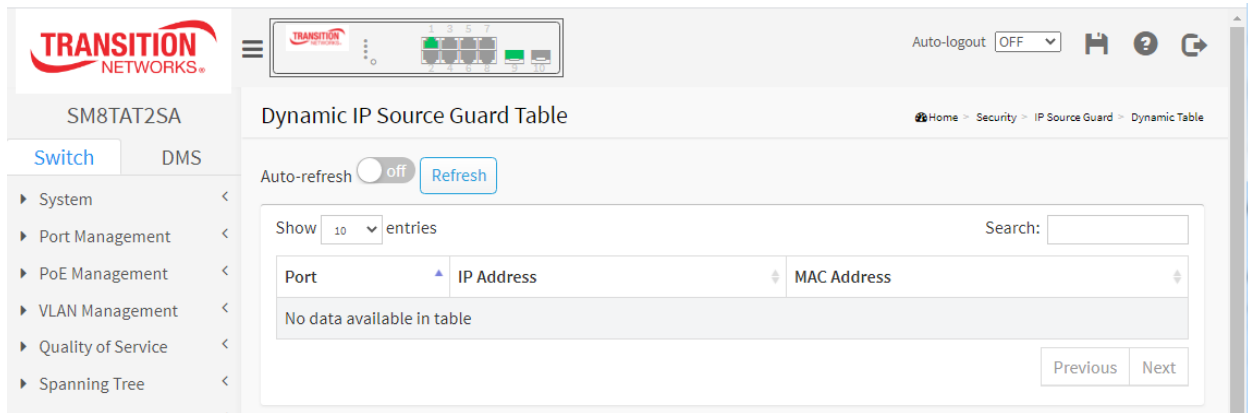 TRANSITION
NETWORKS®
TRANSITION
NETWORKS
1 3 5 7
2 4 6 8 9 10
Auto-logout OFF
SM8TAT2SA
Dynamic IP Source Guard Table
Home > Security > IP Source Guard > Dynamic Table
Switch DMS
Auto-refresh off Refresh
System
Port Management
PoE Management
VLAN Management
Quality of Service
Spanning Tree
Show 10 entries Search:
Port IP Address MAC Address
No data available in table
Previous Next